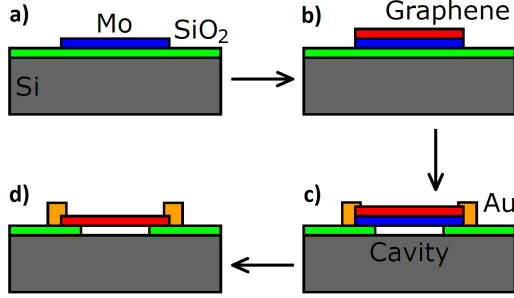 a)
Mo
SiO₂
Si
b)
Graphene
d)
c)
Au
Cavity